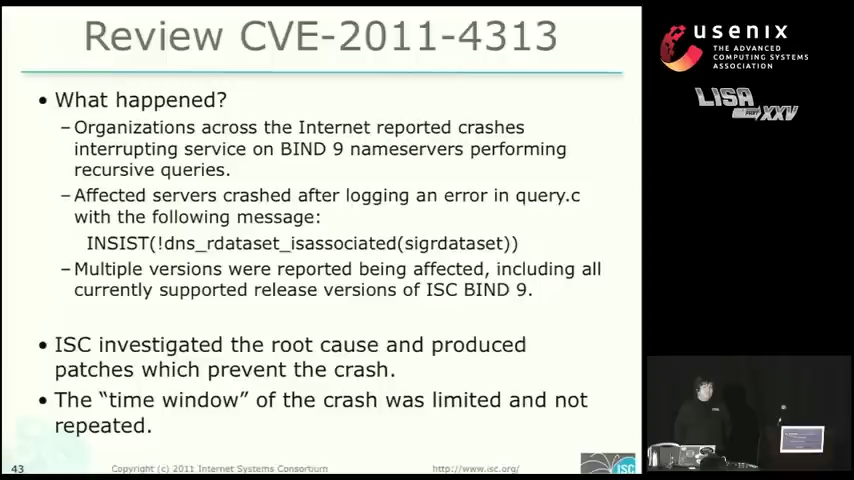 Review CVE-2011-4313
• What happened?
–Organizations across the Internet reported crashes
interrupting service on BIND 9 nameservers performing
recursive queries.
–Affected servers crashed after logging an error in query.c
with the following message:
INSIST(!dns_rdataset_isassociated(sigrdataset))
–Multiple versions were reported being affected, including all
currently supported release versions of ISC BIND 9.
• ISC investigated the root cause and produced
patches which prevent the crash.
• The “time window” of the crash was limited and not
repeated.
43
Copyright (c) 2011 Internet Systems Consortium
http://www.isc.org/
ISC
usenix
THE ADVANCED
COMPUTING SYSTEMS
ASSOCIATION
LISA
XXV